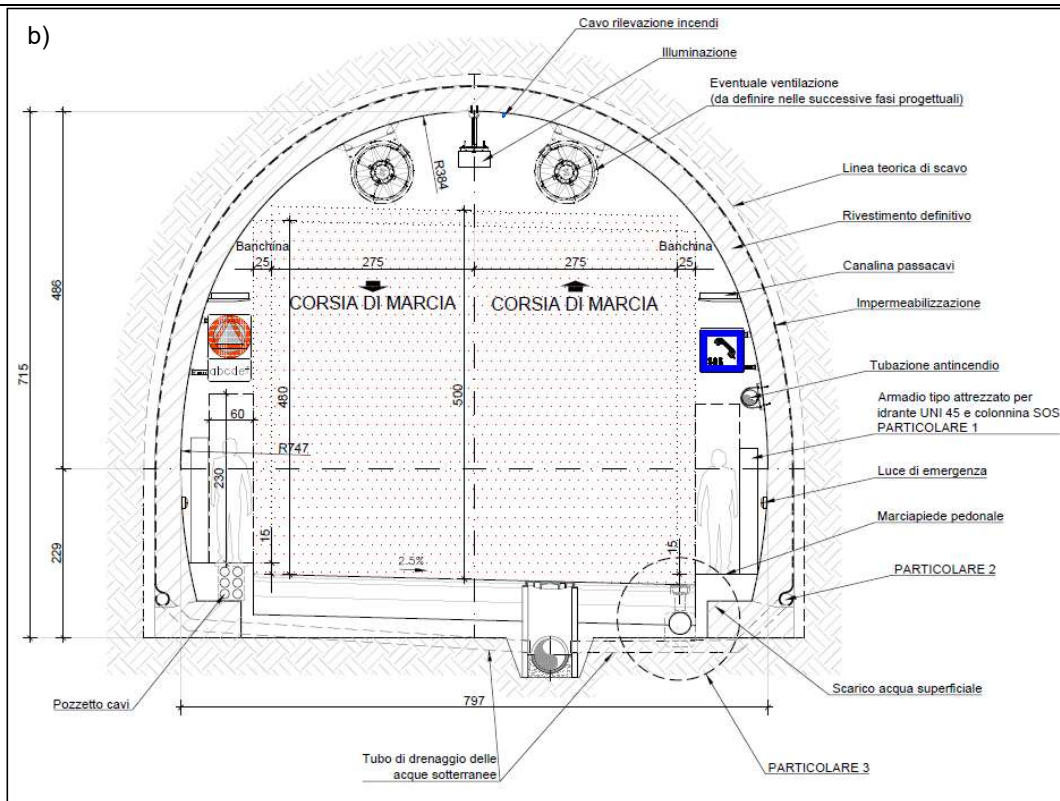 b)
Cavo rilevazione incendi
Illuminazione
Eventuale ventilazione
(da definire nelle successive fasi progettuali)
Linea teorica di scavo
Rivestimento definitivo
Canalina passacavi
Impermeabilizzazione
Tubazione antincendio
Armadio tipo attrezzato per
idrante UNI 45 e colonnina SOS
PARTICOLARE 1
Luce di emergenza
Marciapiede pedonale
PARTICOLARE 2
Scarico acqua superficiale
PARTICOLARE 3
Tubo di drenaggio delle
acque sotterranee
Pozzetto cavi
R384
Banchina
Banchina
25
275
275
25
CORSIA DI MARCIA
CORSIA DI MARCIA
abcdef
SOS
486
715
229
480
500
60
R747
230
15
15
2.5%
797